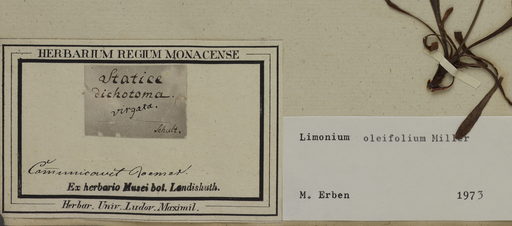 HERBARIUM REGIUM MONACENSE
Statice
dichotoma.
virgata.
Schult.
Communicavit Roemer.
Ex herbario Musei bot. Landishuth.
Herbar. Univ. Ludov. Maximil.
Limonium oleifolium Miller
M. Erben 1973